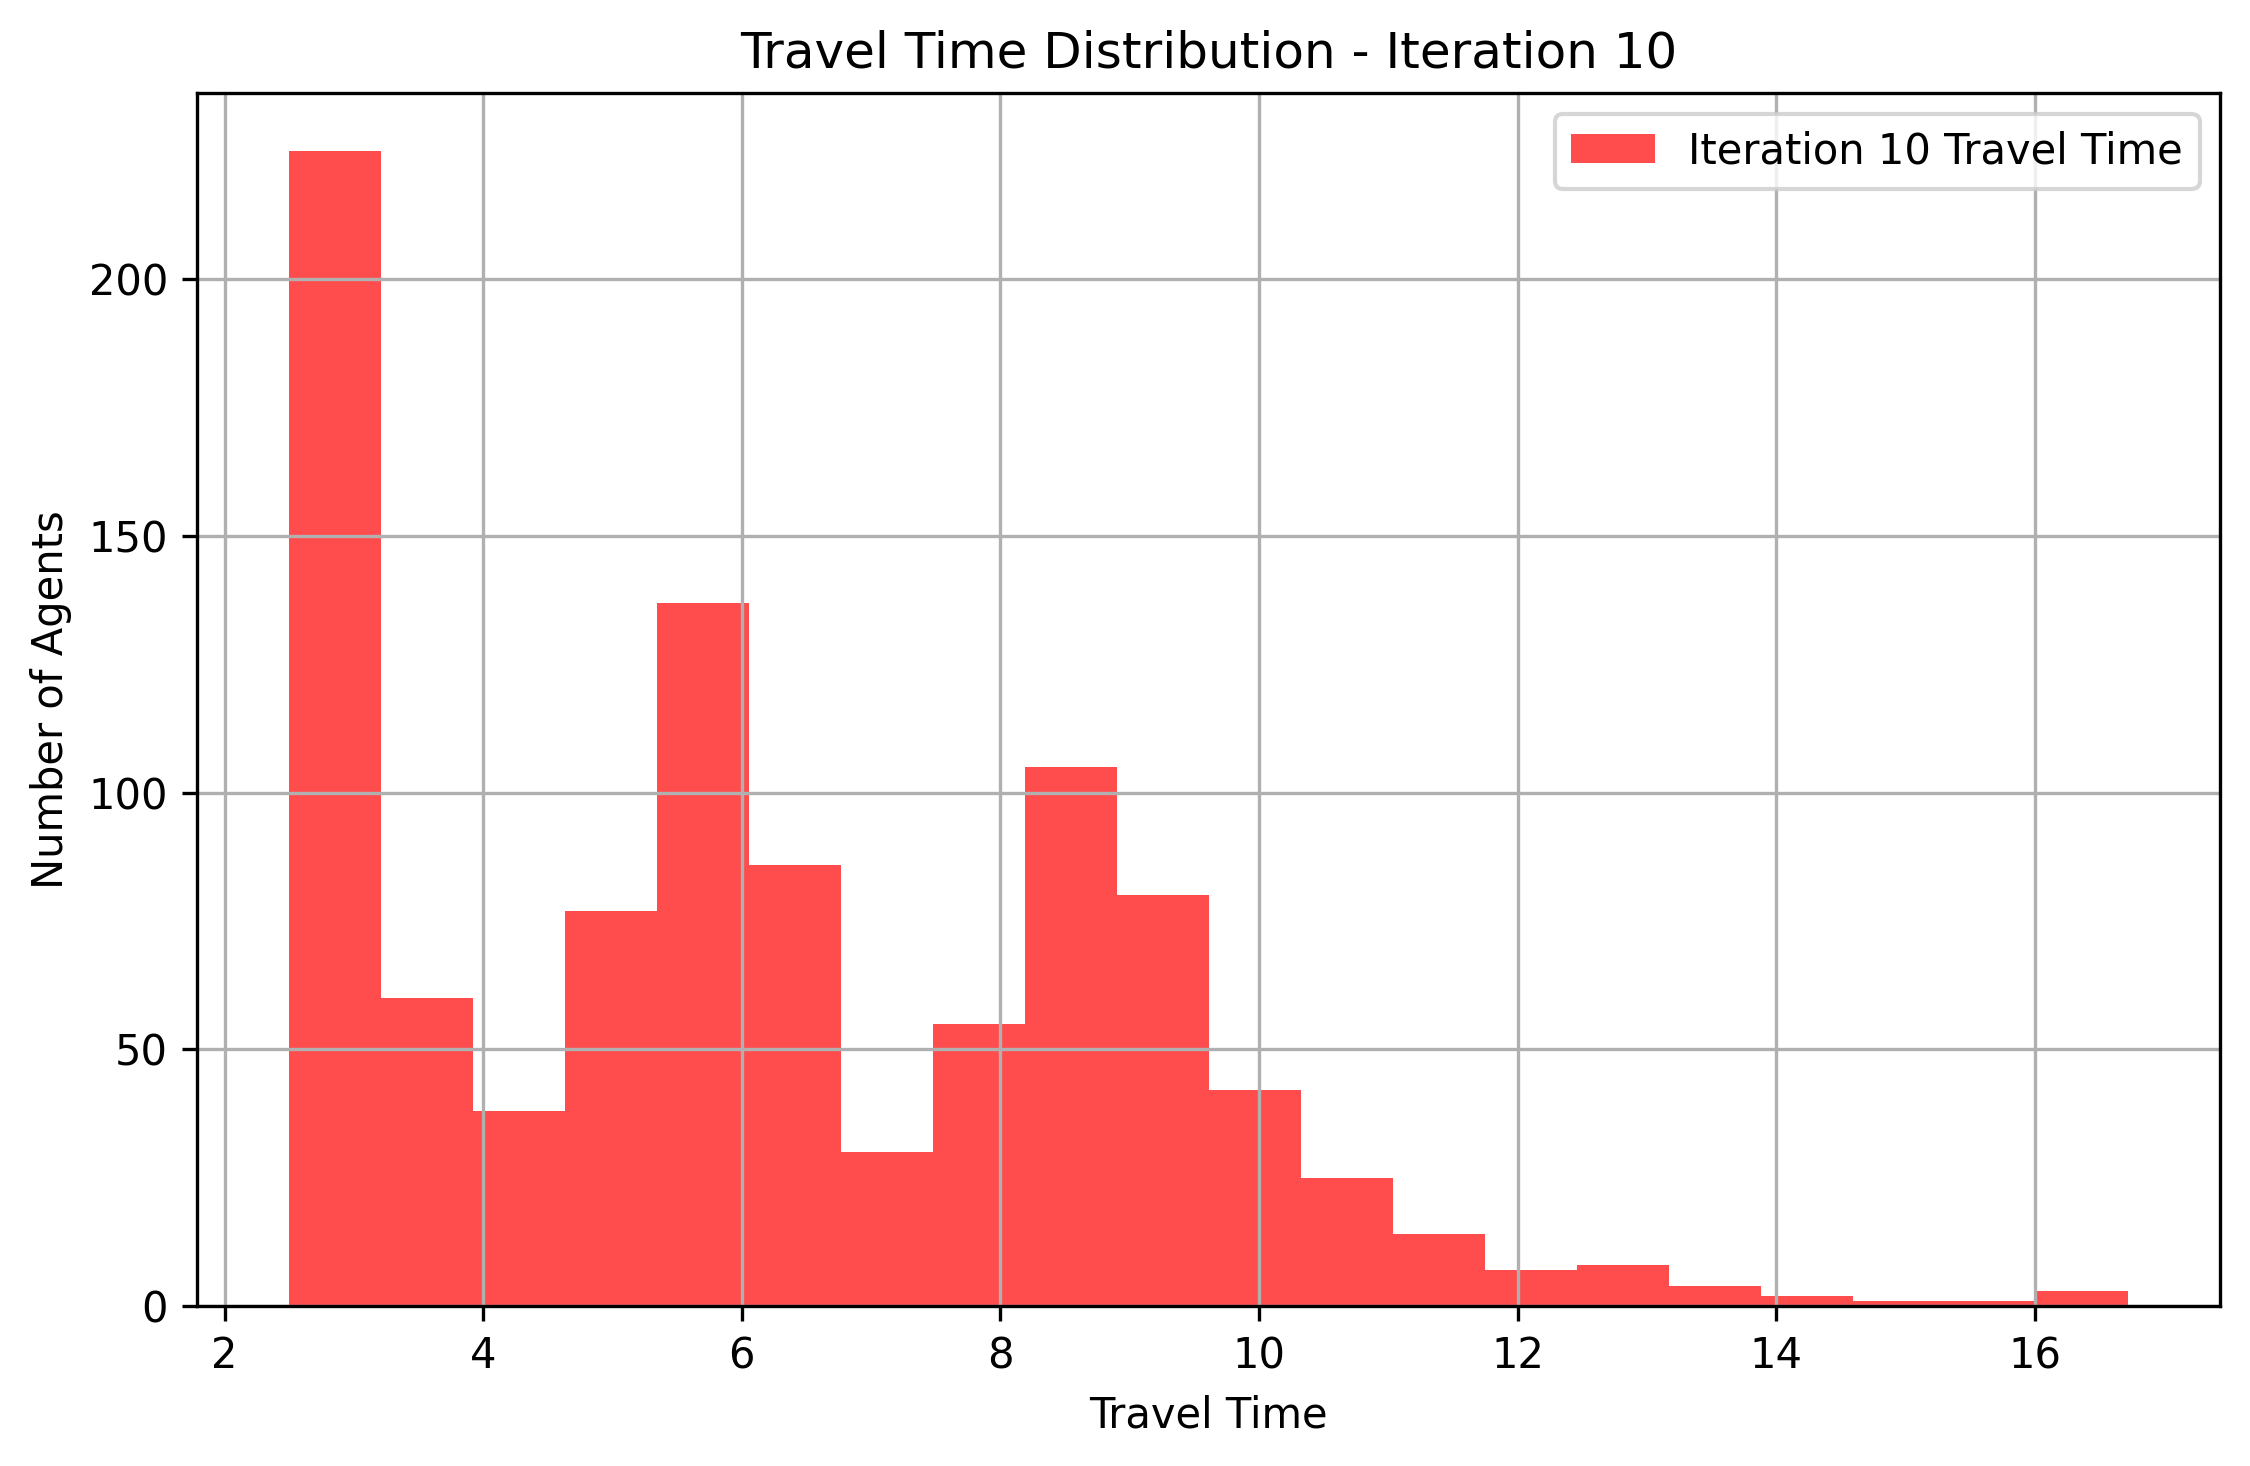 Travel Time Distribution - Iteration 10
Iteration 10 Travel Time
Number of Agents
200
150
100
50
0
2 4 6 8 10 12 14 16
Travel Time